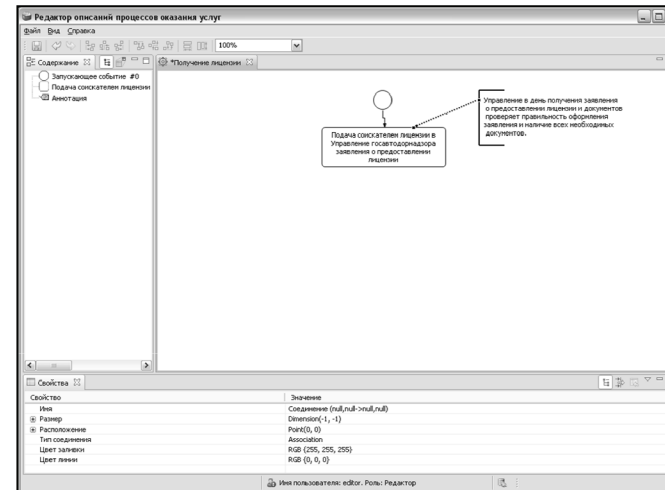 Редактор описаний процессов оказания услуг
Файл Вид Справка
100%
Содержание
*Получение лицензии
Запускающее событие #0
Подача соискателем лицензии
Аннотация
Подача соискателем лицензии в
Управление госавтодорнадзора
заявления о предоставлении
лицензии
Управление в день получения заявления
о предоставлении лицензии и документов
проверяет правильность оформления
заявления и наличие всех необходимых
документов.
Свойства
Свойство Значение
Имя Соединение (null,null->null,null)
Размер Dimension(-1, -1)
Расположение Point(0, 0)
Тип соединения Association
Цвет заливки RGB {255, 255, 255}
Цвет линии RGB {0, 0, 0}
Имя пользователя: editor. Роль: Редактор